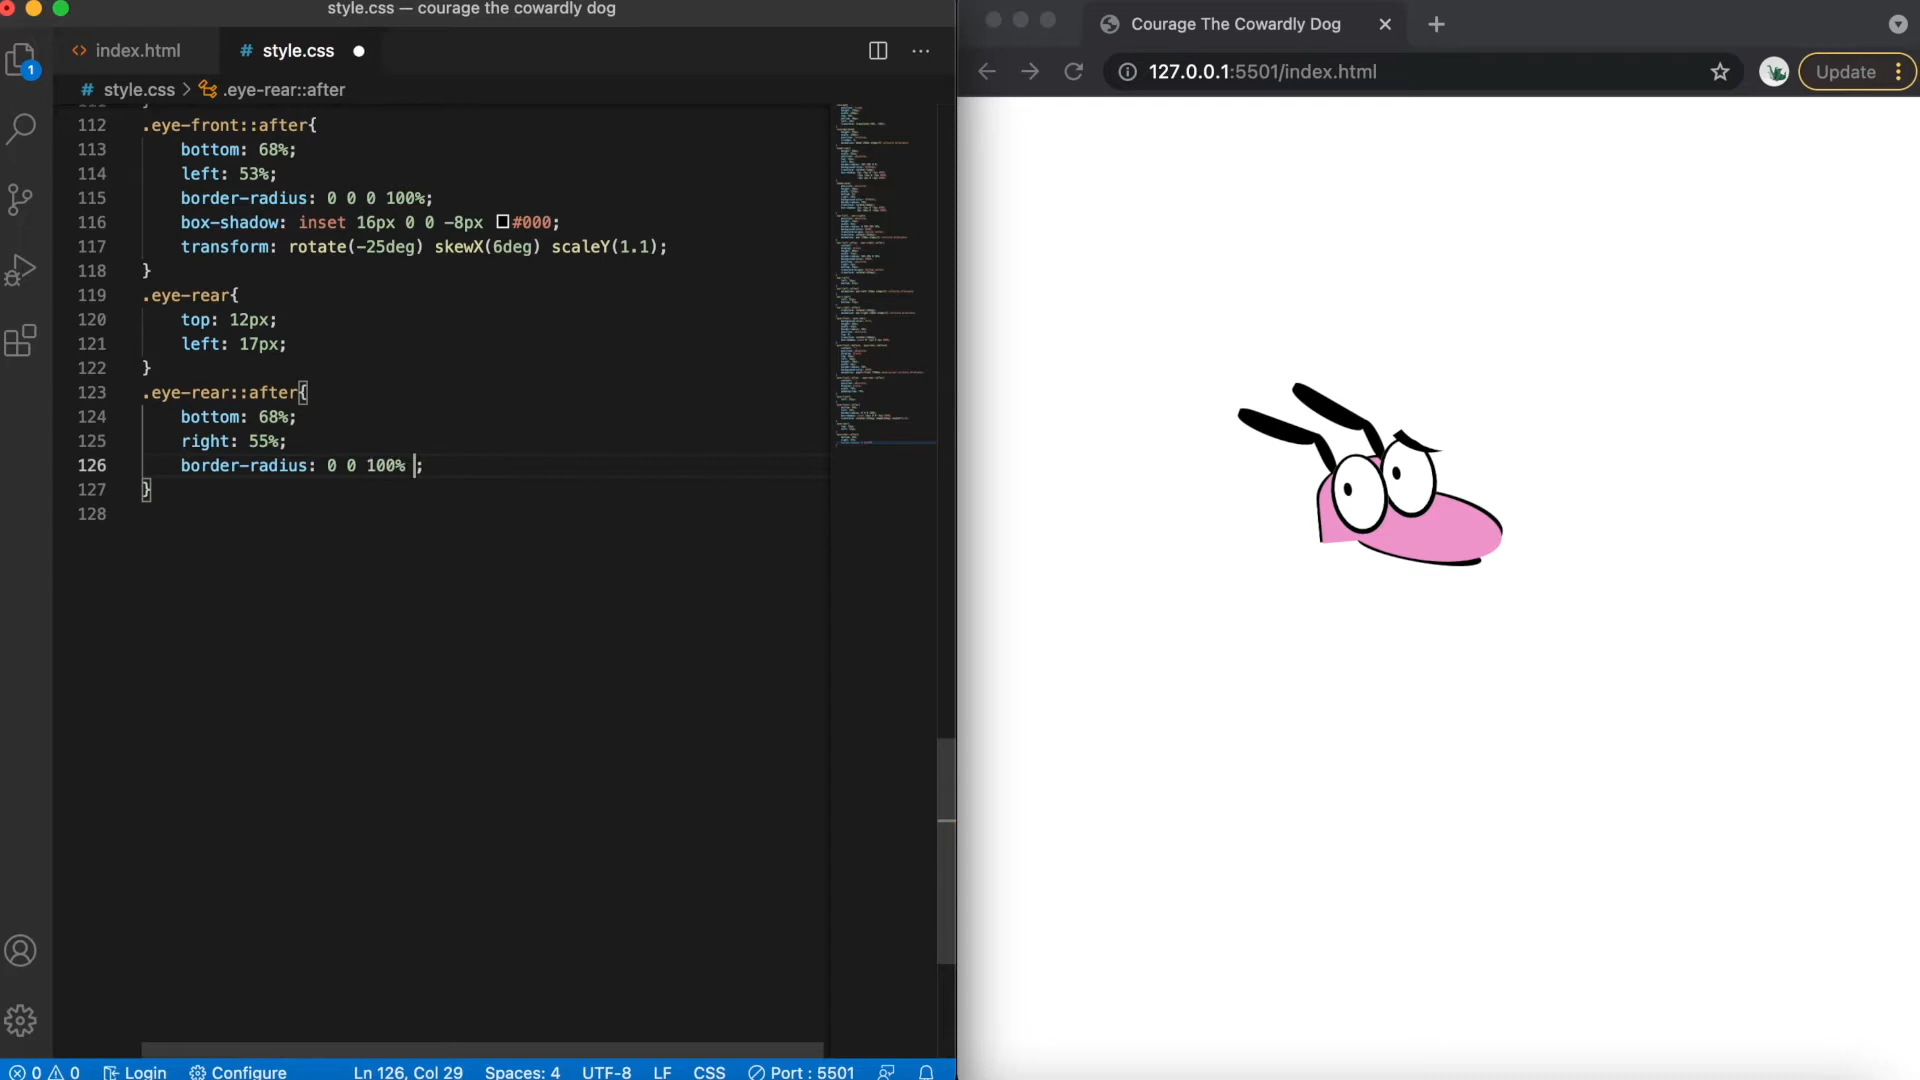 style.css — courage the cowardly dog
index.html
# style.css
# style.css > .eye-rear::after
1
112 .eye-front::after{
113 bottom: 68%;
114 left: 53%;
115 border-radius: 0 0 0 100%;
116 box-shadow: inset 16px 0 0 -8px #000;
117 transform: rotate(-25deg) skewX(6deg) scaleY(1.1);
118 }
119 .eye-rear{
120 top: 12px;
121 left: 17px;
122 }
123 .eye-rear::after{
124 bottom: 68%;
125 right: 55%;
126 border-radius: 0 0 100% ;
127 }
128
0 0 Login Configure Ln 126, Col 29 Spaces: 4 UTF-8 LF CSS Port : 5501
Courage The Cowardly Dog
127.0.0.1:5501/index.html
Update